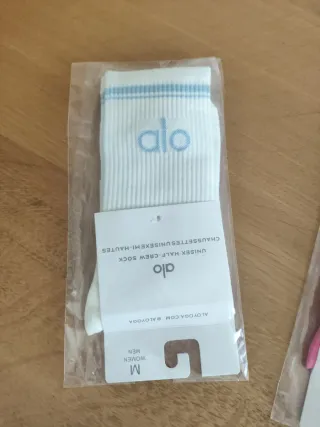 alo
CHAUSSETTES UNISEXES MI-HAUTES
UNISEX HALF-CREW SOCK
alo
ALOYOGA.COM @ALOYOGA
M
WOMEN
MEN